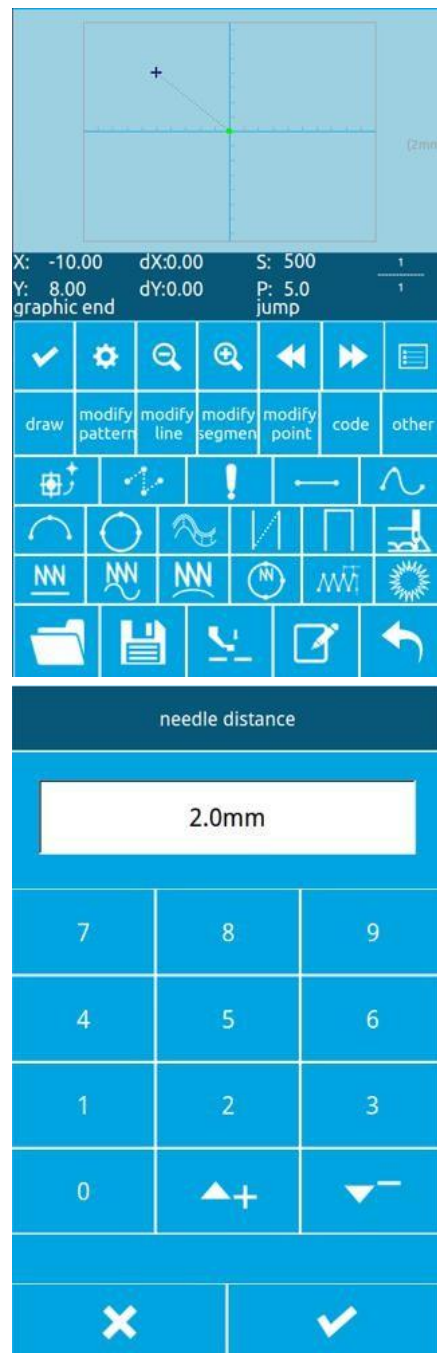 (2mm
X: -10.00 dX:0.00 S: 500 1
Y: 8.00 dY:0.00 P: 5.0 1
graphic end jump
draw
modify pattern
modify line
modify segmen
modify point
code
other
needle distance
2.0mm
7 8 9
4 5 6
1 2 3
0 + −